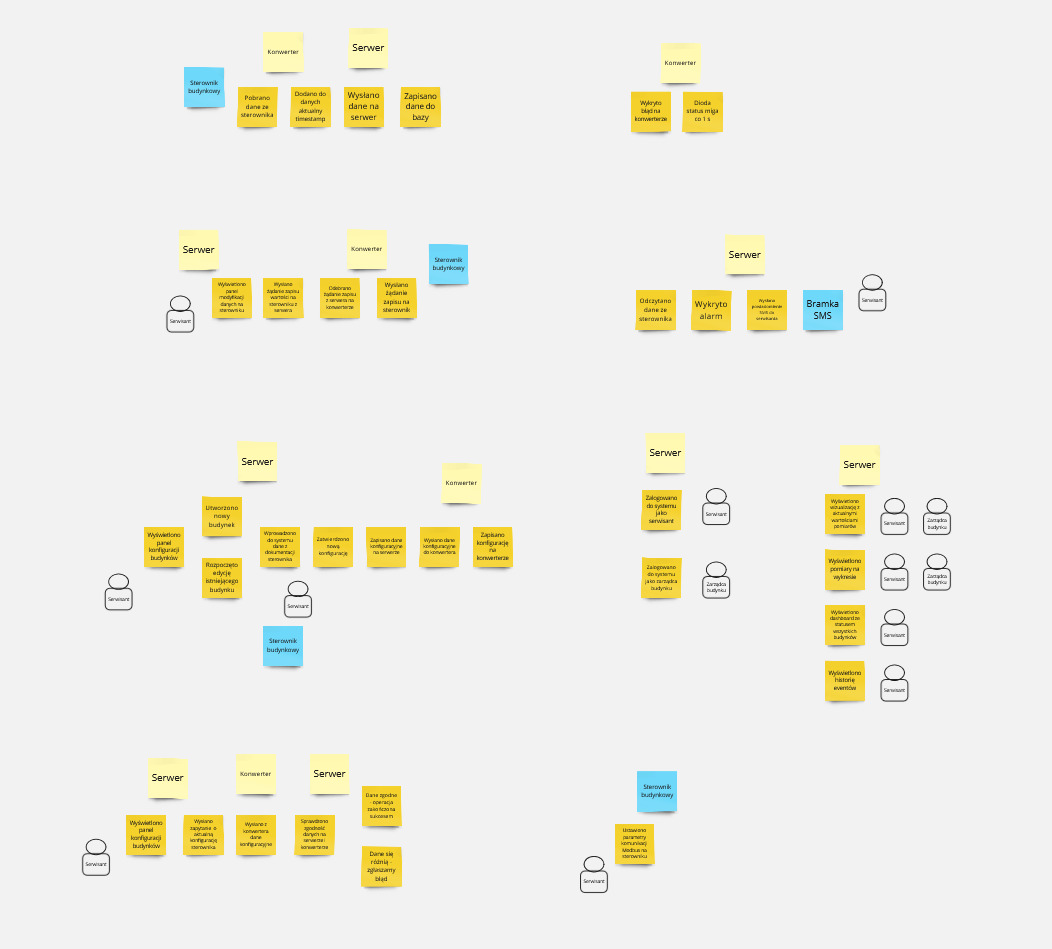 Konwerter
Serwer
Sterownik
budynkowy
Pobrano
dane ze
sterownika
Dodano do
danych
aktualny
timestamp
Wysłano
dane na
serwer
Zapisano
dane do
bazy
Konwerter
Wykryto
błąd na
konwerterze
Dioda
status miga
co 1 s
Serwer
Konwerter
Sterownik
budynkowy
Serwisant
Wyświetlono
panel
modyfikacji
danych na
sterowniku
Wysłano
żądanie zapisu
wartości na
sterowniku z
serwera
Odebrano
żądanie zapisu
z serwera na
konwerterze
Wysłano
żądanie
zapisu na
sterownik
Serwer
Odczytano
dane ze
sterownika
Wykryto
alarm
Wysłano
powiadomienie
SMS do
serwisanta
Bramka
SMS
Serwisant
Serwer
Konwerter
Utworzono
nowy
budynek
Wyświetlono
panel
konfiguracji
budynków
Rozpoczęto
edycję
istniejącego
budynku
Wprowadzono
do systemu
dane z
dokumentacji
sterownika
Zatwierdzono
nową
konfigurację
Zapisano dane
konfiguracyjne
na serwerze
Wysłano dane
konfiguracyjne
do konwertera
Zapisano
konfigurację
na
konwerterze
Serwisant
Serwisant
Sterownik
budynkowy
Serwer
Zalogowano
do systemu
jako
serwisant
Serwisant
Zalogowano
do systemu
jako zarządca
budynku
Zarządca
budynku
Serwer
Wyświetlono
wizualizację z
aktualnymi
wartościami
pomiarów
Serwisant
Zarządca
budynku
Wyświetlono
pomiary na
wykresie
Serwisant
Zarządca
budynku
Wyświetlono
dashboard ze
statusem
wszystkich
budynków
Serwisant
Wyświetlono
historię
eventów
Serwisant
Serwer
Konwerter
Serwer
Serwisant
Wyświetlono
panel
konfiguracji
budynków
Wysłano
zapytanie o
aktualną
konfigurację
sterownika
Wysłano z
konwertera
dane
konfiguracyjne
Sprawdzono
zgodność
danych na
serwerze i
konwerterze
Dane zgodne
- operacja
zakończona
sukcesem
Dane się
różnią -
zgłaszamy
błąd
Sterownik
budynkowy
Ustawiono
parametry
komunikacji
Modbus na
sterowniku
Serwisant